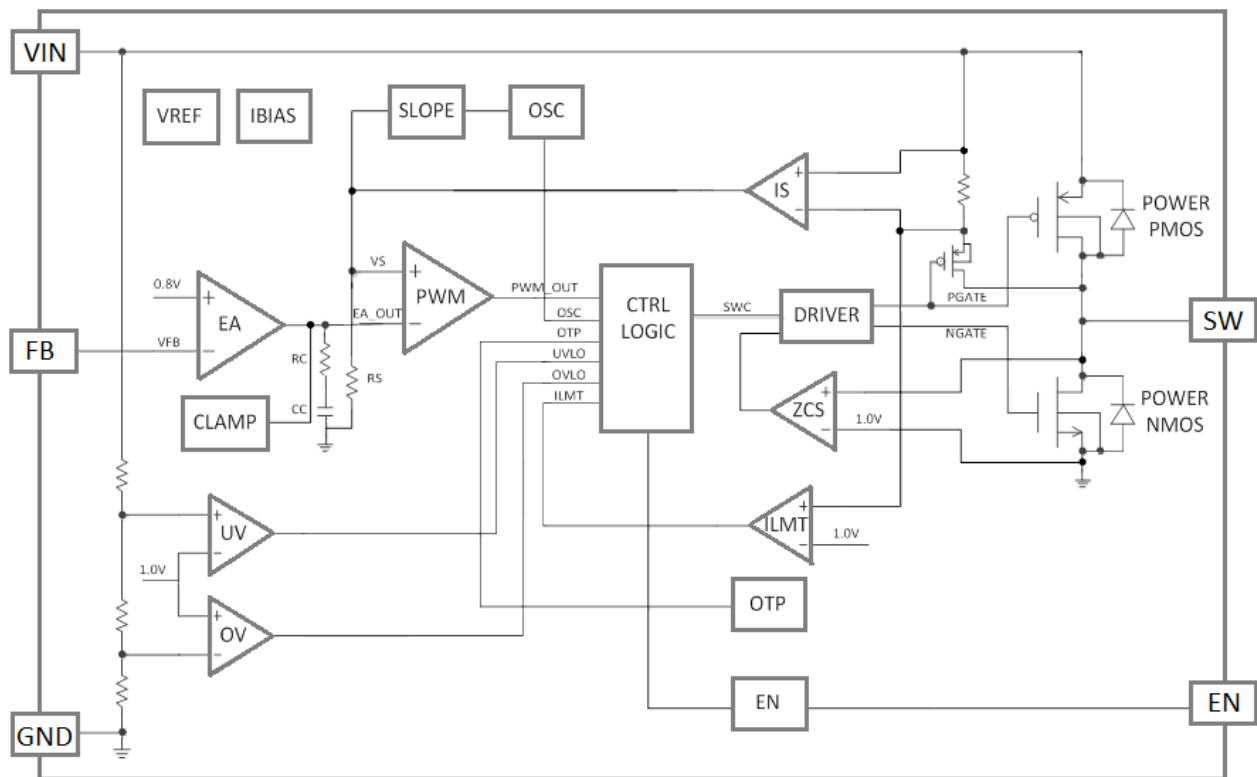 VIN
VREF
IBIAS
SLOPE
OSC
IS
+
−
POWER
PMOS
0.8V
+
EA
−
VFB
FB
VS
+
PWM
−
EA_OUT
RC
RS
CC
CLAMP
PWM_OUT
OSC
OTP
UVLO
OVLO
ILMT
CTRL
LOGIC
SWC
DRIVER
PGATE
NGATE
SW
+
ZCS
−
1.0V
POWER
NMOS
+
UV
−
1.0V
+
OV
−
+
ILMT
−
1.0V
OTP
EN
EN
GND